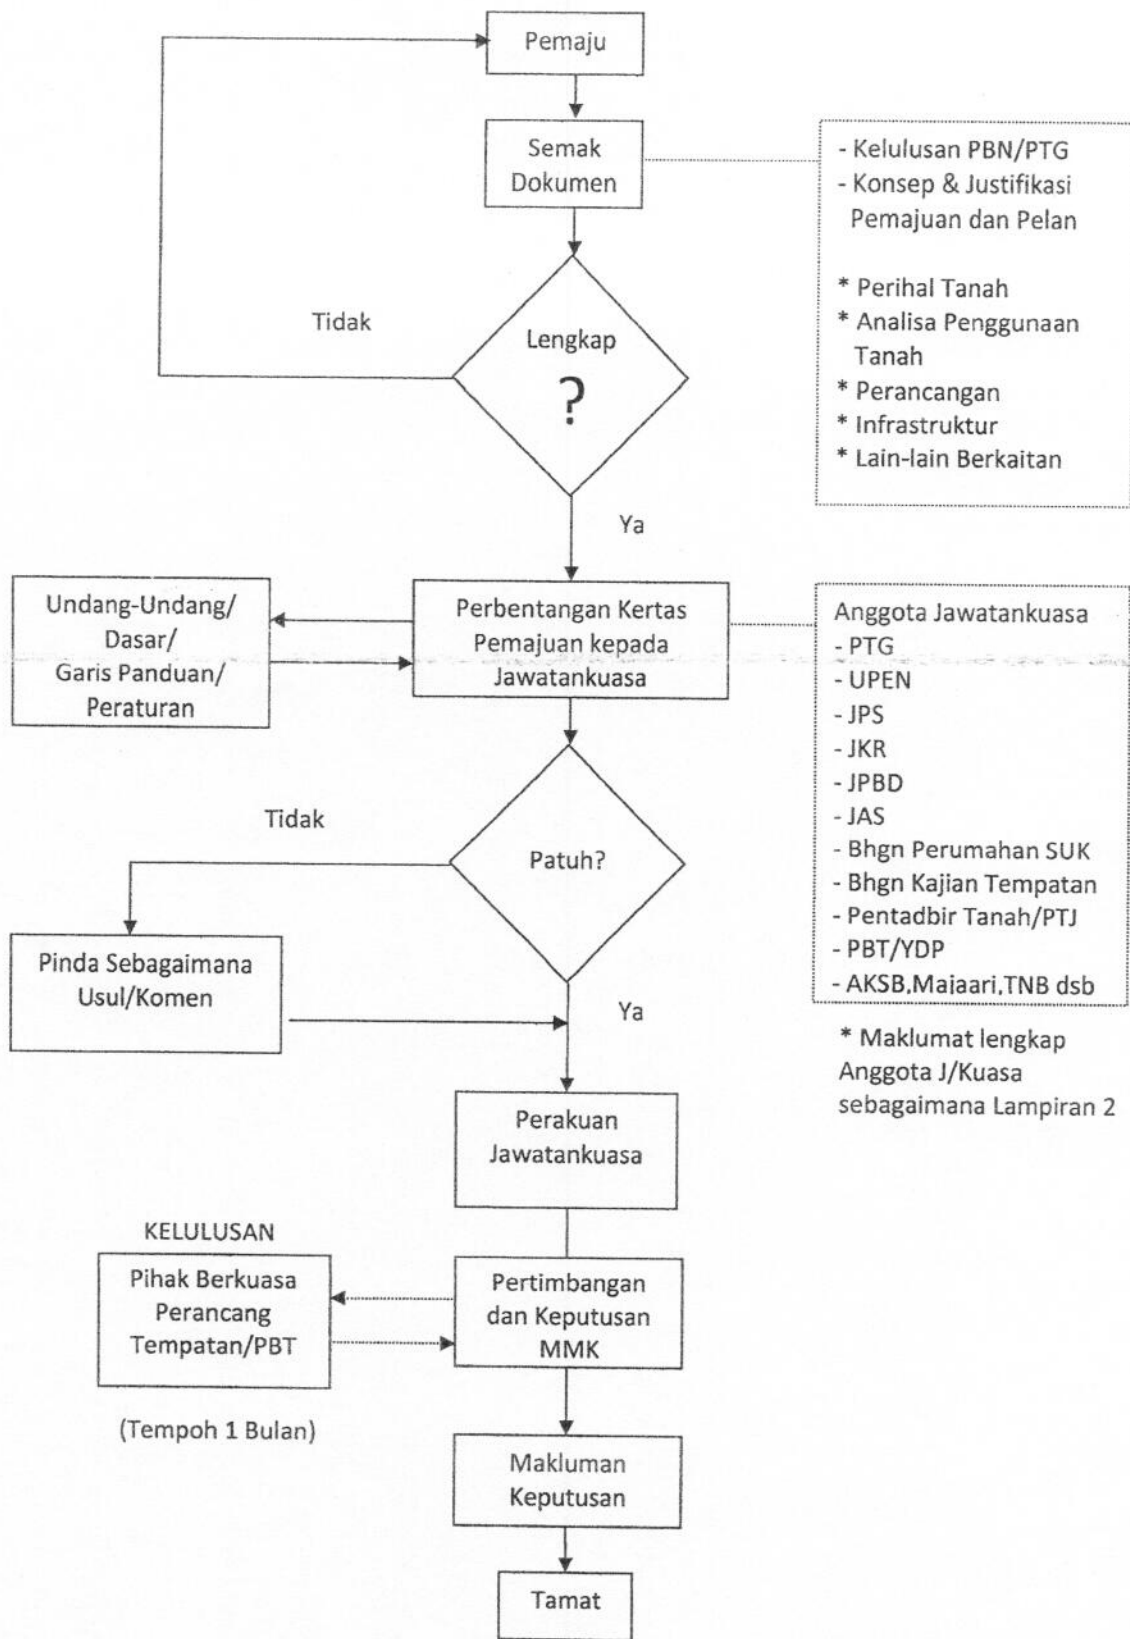 Pemaju
Semak
Dokumen
- Kelulusan PBN/PTG
- Konsep & Justifikasi
Pemajuan dan Pelan
* Perihal Tanah
* Analisa Penggunaan
Tanah
* Perancangan
* Infrastruktur
* Lain-lain Berkaitan
Tidak
Lengkap
?
Ya
Undang-Undang/
Dasar/
Garis Panduan/
Peraturan
Perbentangan Kertas
Pemajuan kepada
Jawatankuasa
Anggota Jawatankuasa
- PTG
- UPEN
- JPS
- JKR
- JPBD
- JAS
- Bhgn Perumahan SUK
- Bhgn Kajian Tempatan
- Pentadbir Tanah/PTJ
- PBT/YDP
- AKSB,Majaari,TNB dsb
* Maklumat lengkap
Anggota J/Kuasa
sebagaimana Lampiran 2
Tidak
Patuh?
Pinda Sebagaimana
Usul/Komen
Ya
Perakuan
Jawatankuasa
KELULUSAN
Pihak Berkuasa
Perancang
Tempatan/PBT
(Tempoh 1 Bulan)
Pertimbangan
dan Keputusan
MMK
Makluman
Keputusan
Tamat